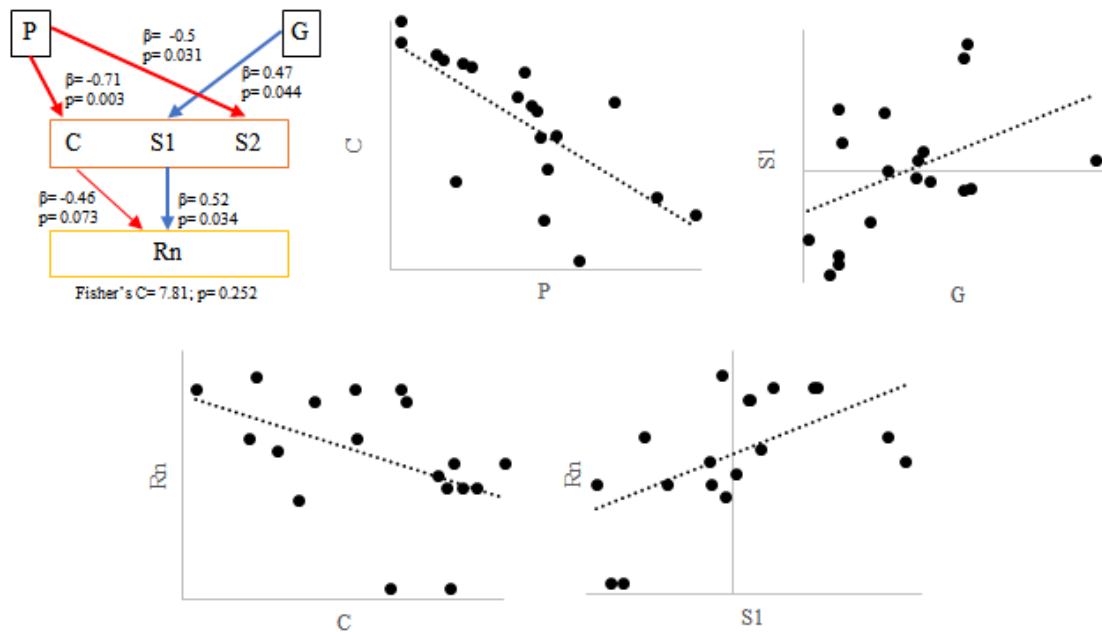 P
G
β= -0.5
p= 0.031
β= 0.47
p= 0.044
β= -0.71
p= 0.003
C S1 S2
β= -0.46
p= 0.073
β= 0.52
p= 0.034
Rn
Fisher's C= 7.81; p= 0.252
C
P
S1
G
Rn
C
Rn
S1